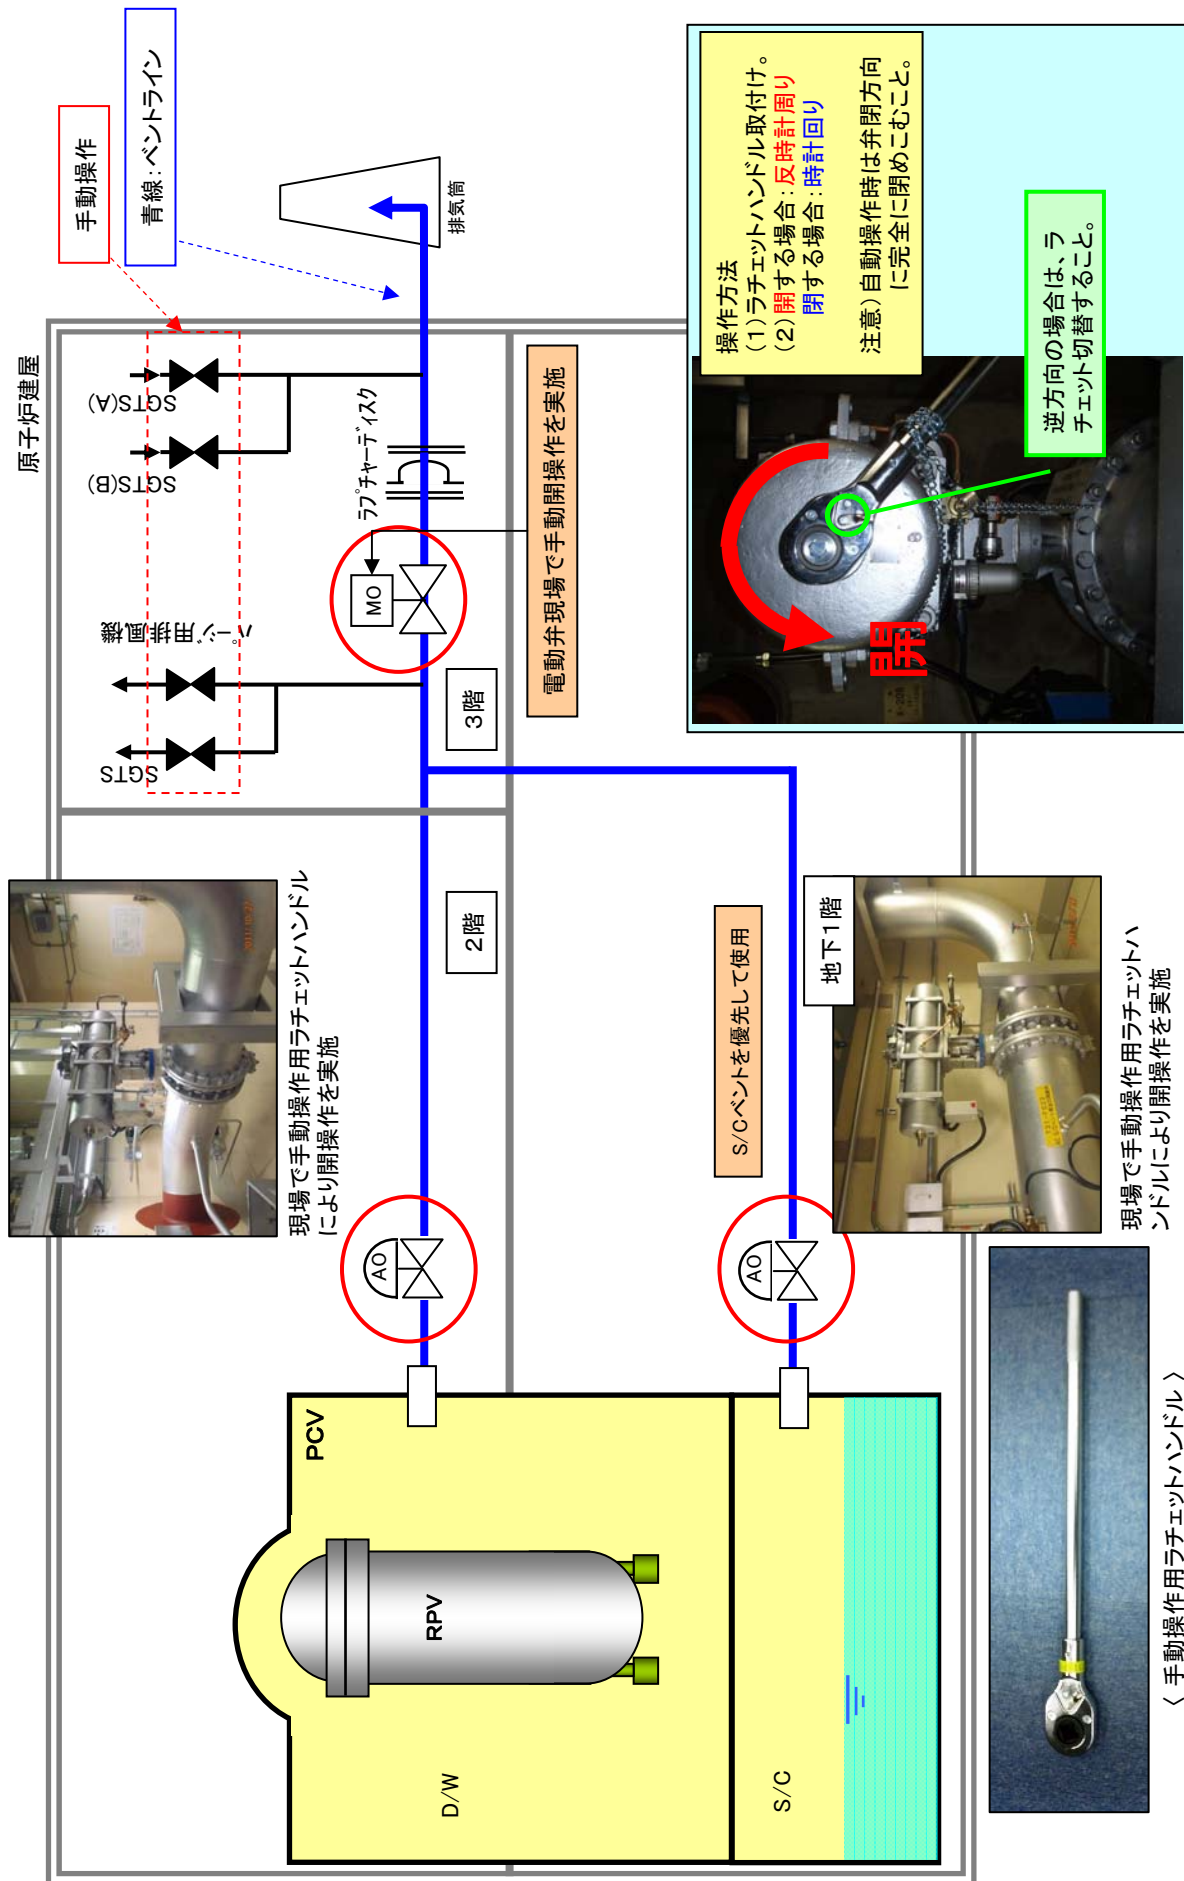 原子炉建屋
手動操作
青線:ベントライン
排気筒
SGTS(A)
SGTS(B)
パージ用排風機
SGTS
ラプチャーディスク
MO
3階
電動弁現場で手動開操作を実施
2階
現場で手動操作用ラチェットハンドル
により開操作を実施
AO
S/Cベントを優先して使用
地下1階
AO
現場で手動操作用ラチェットハ
ンドルにより開操作を実施
PCV
RPV
D/W
S/C
操作方法
(1)ラチェットハンドル取付け。
(2)開する場合:反時計周り
閉する場合:時計回り
注意)自動操作時は弁閉方向
に完全に閉めこむこと。
逆方向の場合は、ラ
チェット切替すること。
開
〈 手動操作用ラチェットハンドル 〉